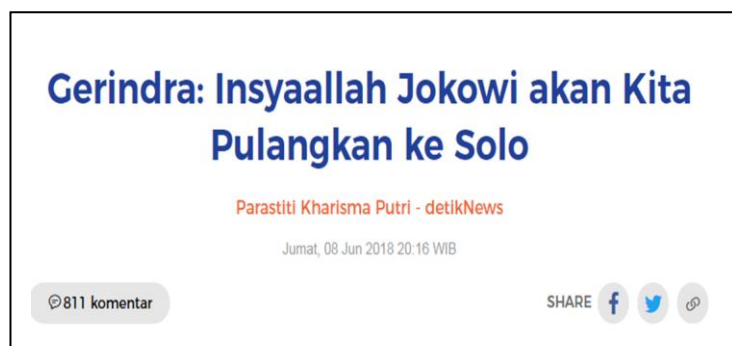 Gerindra: Insyaallah Jokowi akan Kita
Pulangkan ke Solo
Parastiti Kharisma Putri - detikNews
Jumat, 08 Jun 2018 20:16 WIB
811 komentar
SHARE